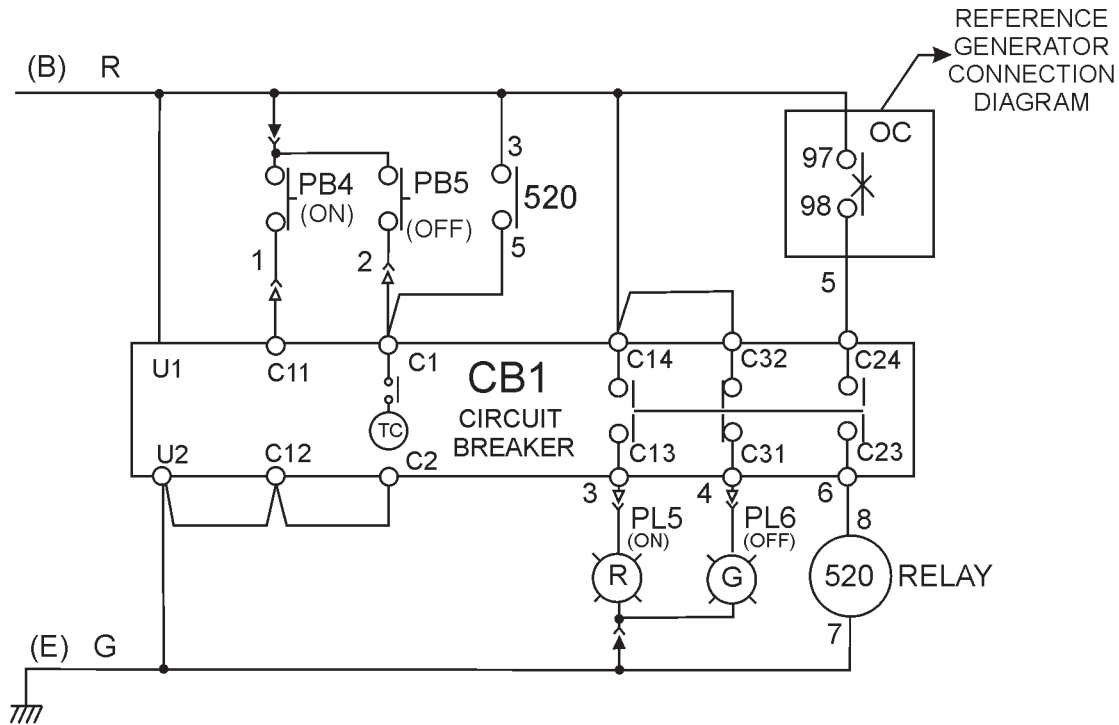 REFERENCE
GENERATOR
CONNECTION
DIAGRAM
(B) R
OC
97
98
3
PB4
(ON)
PB5
(OFF)
520
5
1
2
5
U1
C11
C1
CB1
CIRCUIT
BREAKER
C14
C32
C24
TC
U2
C12
C2
C13
C31
C23
3
4
6
PL5
(ON)
PL6
(OFF)
8
R
G
520
RELAY
7
(E) G